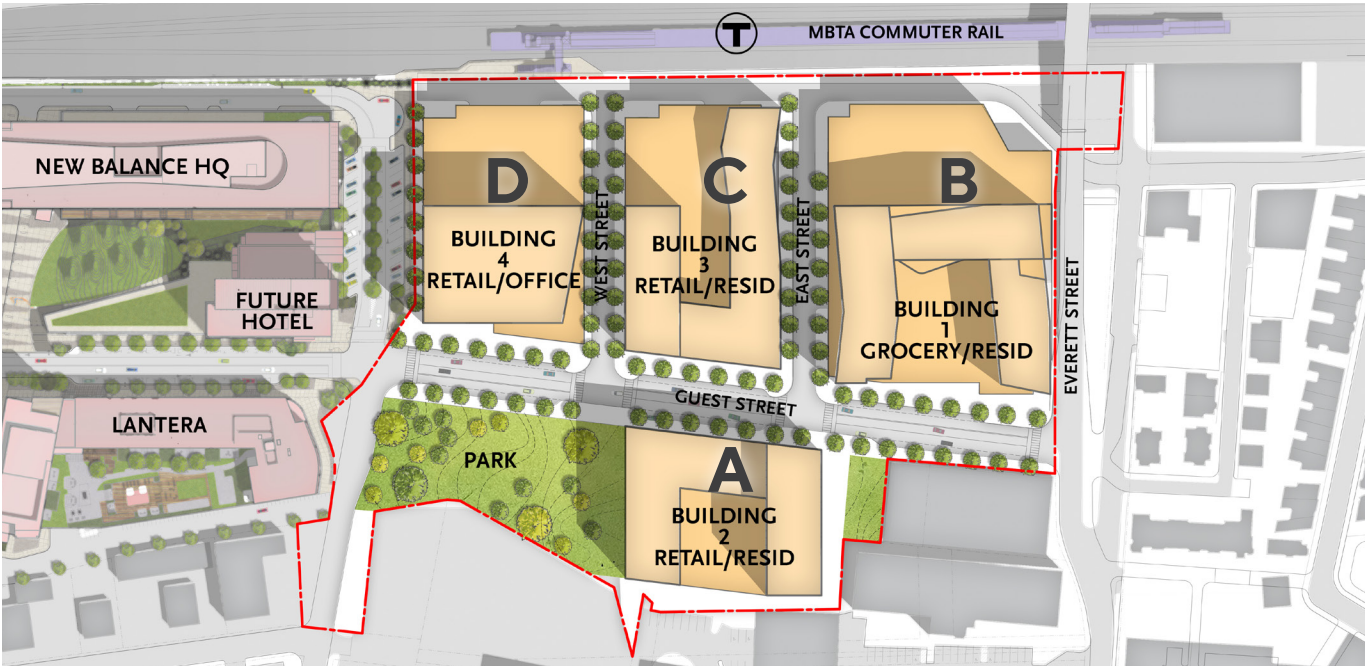 T
MBTA COMMUTER RAIL
NEW BALANCE HQ
D
C
B
BUILDING
4
RETAIL/OFFICE
WEST STREET
BUILDING
3
RETAIL/RESID
EAST STREET
BUILDING
1
GROCERY/RESID
EVERETT STREET
FUTURE
HOTEL
GUEST STREET
LANTERA
PARK
A
BUILDING
2
RETAIL/RESID